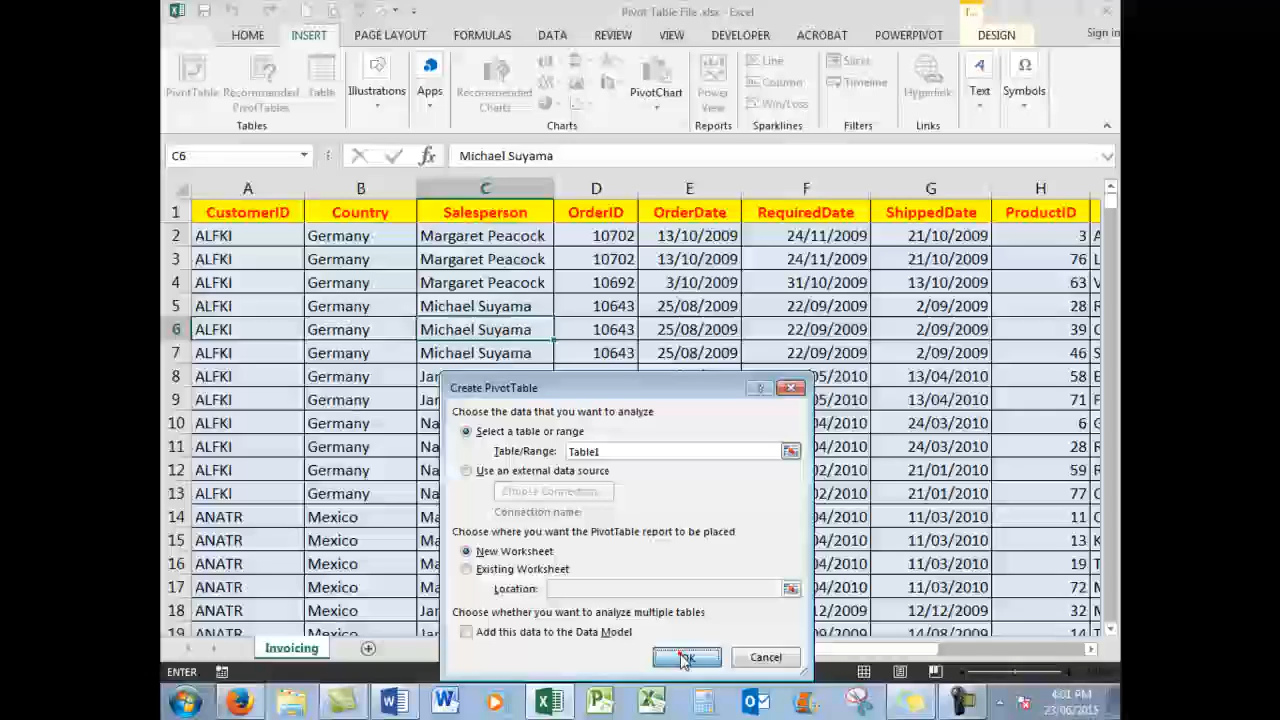 Pivot Table File .xlsx - Excel
HOME INSERT PAGE LAYOUT FORMULAS DATA REVIEW VIEW DEVELOPER ACROBAT POWERPIVOT DESIGN Sign in
PivotTable Recommended PivotTables Table Illustrations Apps Recommended Charts PivotChart Power View Line Column Win/Loss Slicer Timeline Hyperlink Text Symbols
Tables Charts Reports Sparklines Filters Links
C6 fx Michael Suyama
A B C D E F G H
1 CustomerID Country Salesperson OrderID OrderDate RequiredDate ShippedDate ProductID
2 ALFKI Germany Margaret Peacock 10702 13/10/2009 24/11/2009 21/10/2009 3 A
3 ALFKI Germany Margaret Peacock 10702 13/10/2009 24/11/2009 21/10/2009 76 L
4 ALFKI Germany Margaret Peacock 10692 3/10/2009 31/10/2009 13/10/2009 63 V
5 ALFKI Germany Michael Suyama 10643 25/08/2009 22/09/2009 2/09/2009 28 R
6 ALFKI Germany Michael Suyama 10643 25/08/2009 22/09/2009 2/09/2009 39 C
7 ALFKI Germany Michael Suyama 10643 25/08/2009 22/09/2009 2/09/2009 46 S
8 ALFKI Germany Jar 05/2010 13/04/2010 58 E
9 ALFKI Germany Jar 05/2010 13/04/2010 71 F
10 ALFKI Germany Na 04/2010 24/03/2010 6 G
11 ALFKI Germany Na 04/2010 24/03/2010 28 R
12 ALFKI Germany Na 02/2010 21/01/2010 59 R
13 ALFKI Germany Na 02/2010 21/01/2010 77 C
14 ANATR Mexico Ma 04/2010 11/03/2010 11 C
15 ANATR Mexico Ma 04/2010 11/03/2010 13 K
16 ANATR Mexico Ma 04/2010 11/03/2010 19 T
17 ANATR Mexico Ma 04/2010 11/03/2010 72 M
18 ANATR Mexico Jar 12/2009 12/12/2009 32 M
19 ANATR Mexico Jar 09/2009 14/08/2009 14 T
Create PivotTable
Choose the data that you want to analyze
Select a table or range
Table/Range: Table1
Use an external data source
Choose Connection...
Connection name:
Choose where you want the PivotTable report to be placed
New Worksheet
Existing Worksheet
Location:
Choose whether you want to analyze multiple tables
Add this data to the Data Model
OK Cancel
Invoicing
ENTER
4:01 PM
23/06/2015